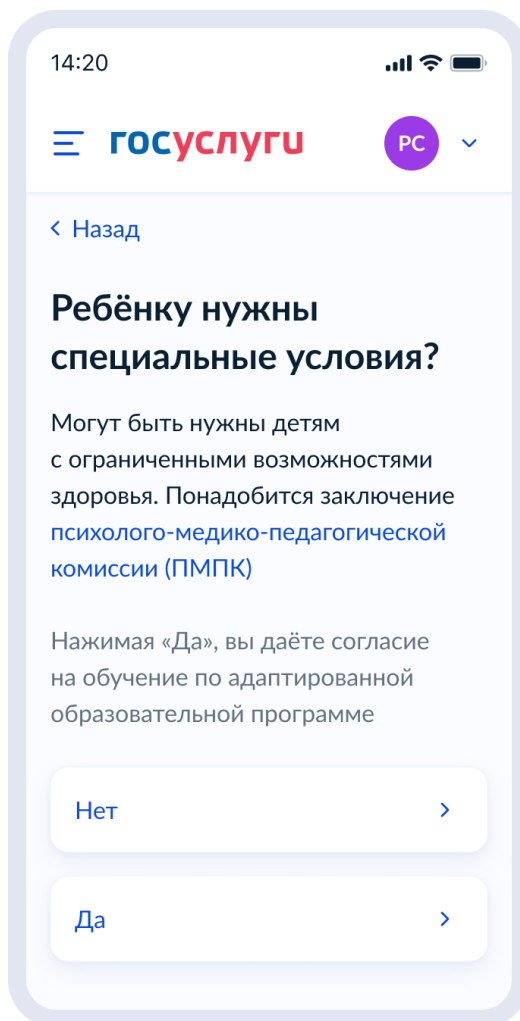 14:20
госуслуги
РС
Назад
Ребёнку нужны
специальные условия?
Могут быть нужны детям
с ограниченными возможностями
здоровья. Понадобится заключение
психолого-медико-педагогической
комиссии (ПМПК)
Нажимая «Да», вы даёте согласие
на обучение по адаптированной
образовательной программе
Нет
Да